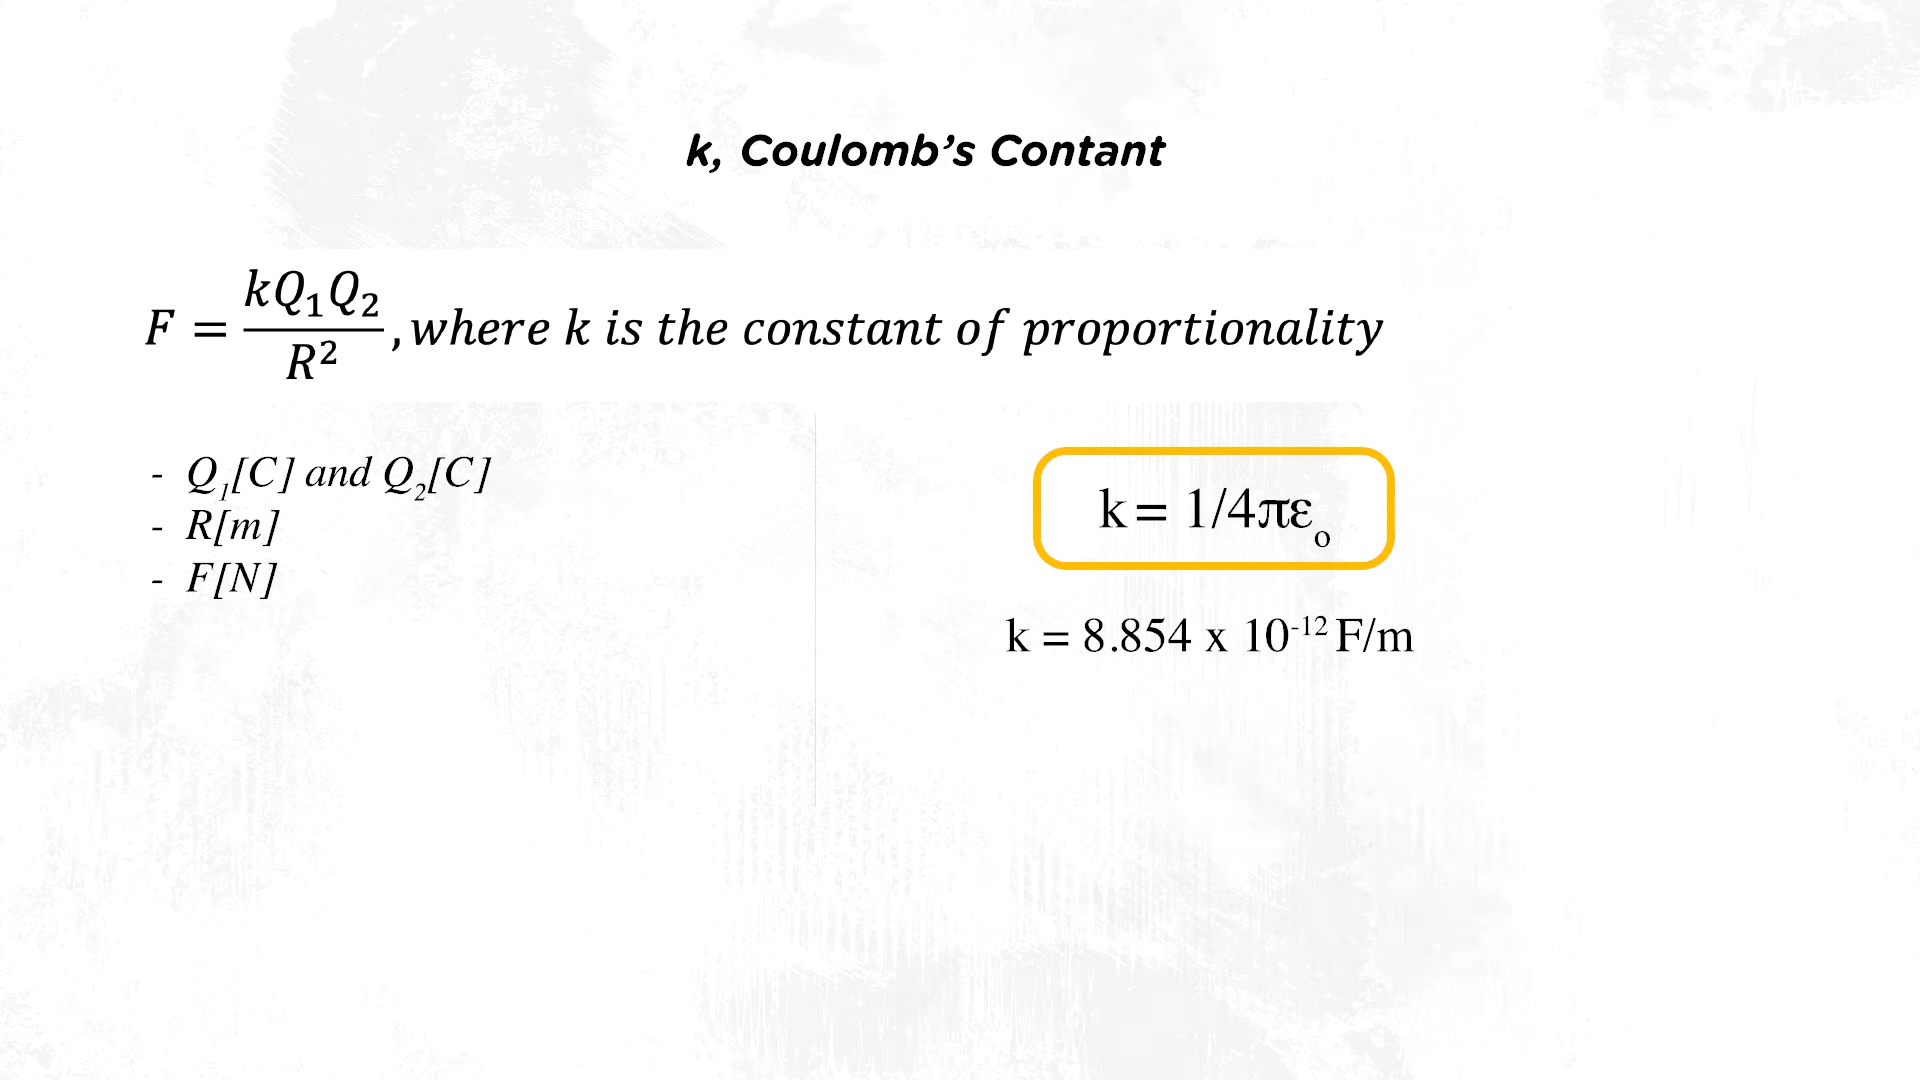 k, Coulomb’s Contant
F = kQ₁Q₂/R², where k is the constant of proportionality
- Q₁[C] and Q₂[C]
- R[m]
- F[N]
k = 1/4πεₒ
k = 8.854 x 10⁻¹² F/m